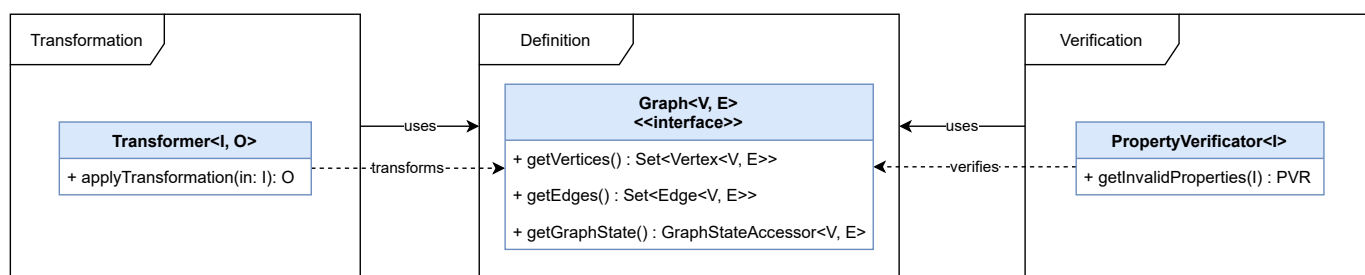 Transformation
Transformer<I, O>
+ applyTransformation(in: I): O
uses
transforms
Definition
Graph<V, E>
<<interface>>
+ getVertices() : Set<Vertex<V, E>>
+ getEdges() : Set<Edge<V, E>>
+ getGraphState() : GraphStateAccessor<V, E>
uses
verifies
Verification
PropertyVerificator<I>
+ getInvalidProperties(I) : PVR